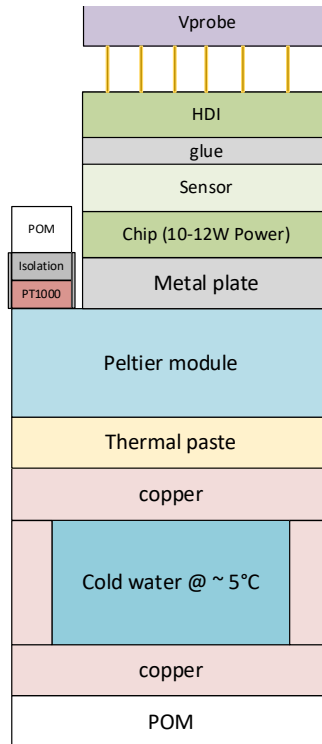 Vprobe
HDI
glue
Sensor
POM
Chip (10-12W Power)
Isolation
Metal plate
PT1000
Peltier module
Thermal paste
copper
Cold water @ ~ 5°C
copper
POM